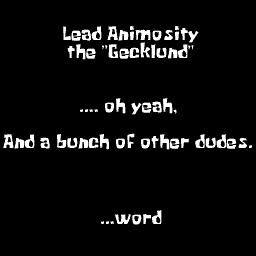 Lead Animosity
the "Gecklund"
.... oh yeah,
And a bunch of other dudes.
...word